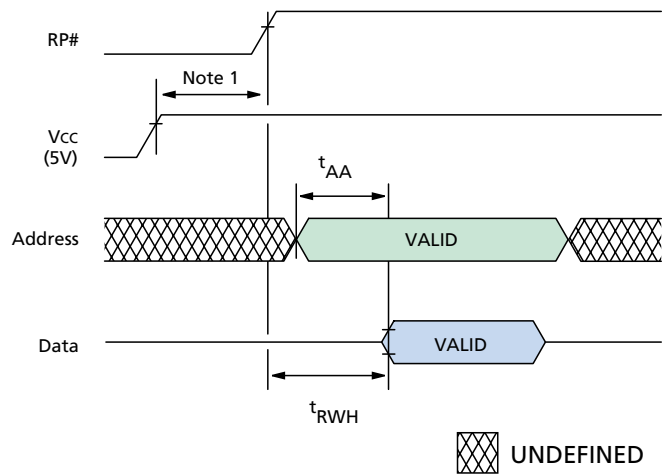 RP#
Note 1
VCC
(5V)
tAA
Address
VALID
Data
VALID
tRWH
UNDEFINED